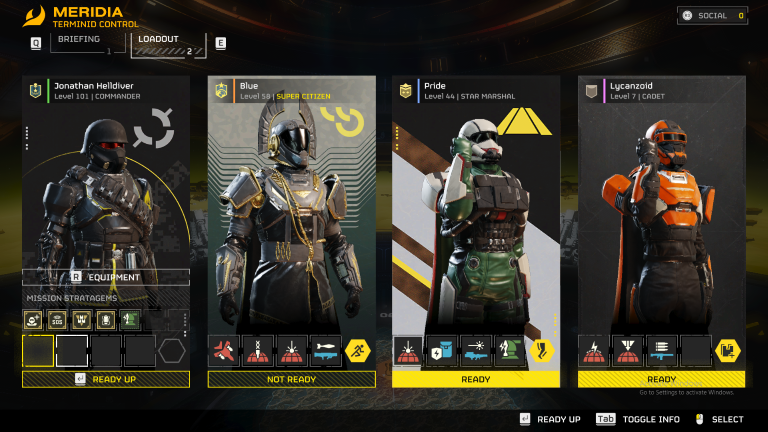 MERIDIA
TERMINID CONTROL
SOCIAL 0
Q
BRIEFING
1
LOADOUT
2
E
Jonathan Helldiver
Level 101 | COMMANDER
Blue
Level 58 | SUPER CITIZEN
Pride
Level 44 | STAR MARSHAL
Lycanzoid
Level 7 | CADET
R EQUIPMENT
MISSION STRATAGEMS
SOS
READY UP
NOT READY
READY
READY
Go to Settings to activate Windows.
READY UP
Tab TOGGLE INFO
SELECT